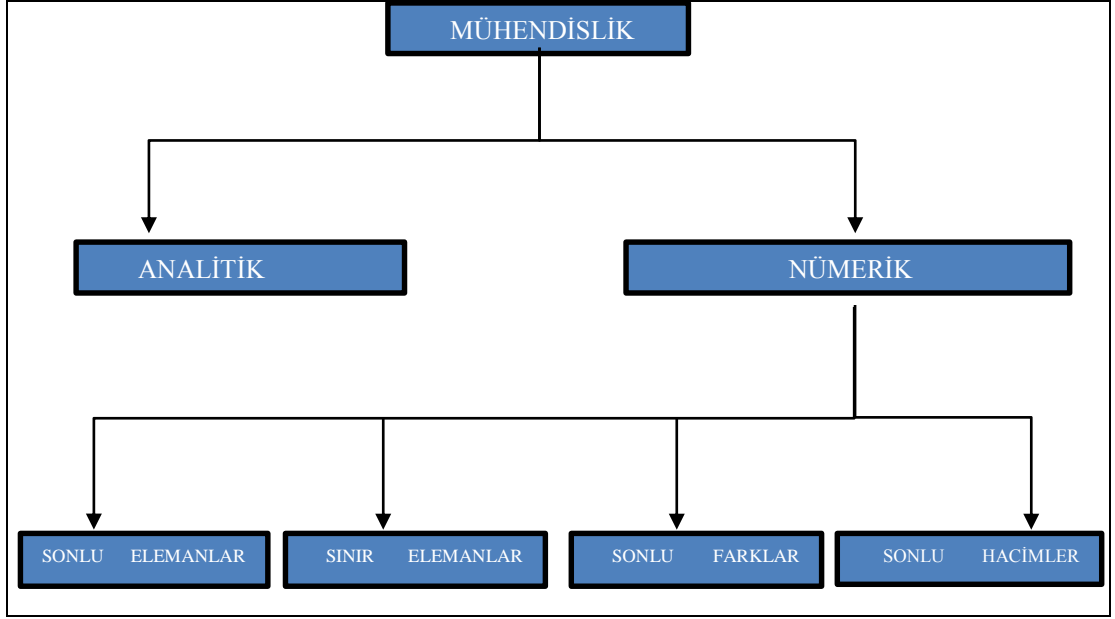 MÜHENDİSLİK
ANALİTİK
NÜMERİK
SONLU ELEMANLAR
SINIR ELEMANLAR
SONLU FARKLAR
SONLU HACİMLER